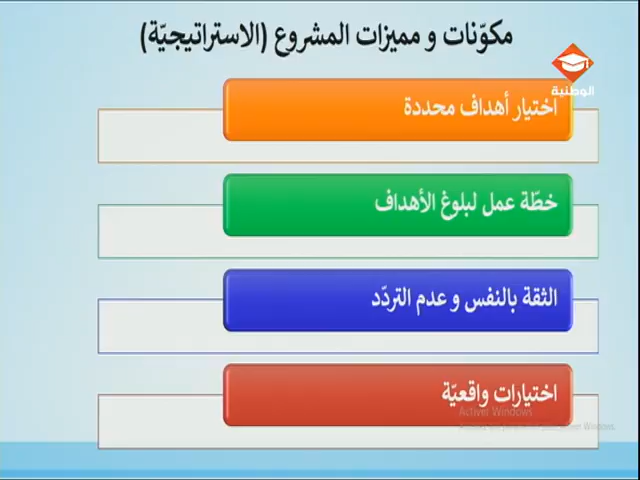 مكوّنات و مميزات المشروع (الاستراتيجيّة)
الوطنية
اختيار أهداف محددة
خطّة عمل لبلوغ الأهداف
الثقة بالنفس و عدم التردّد
اختيارات واقعيّة
Activer Windows